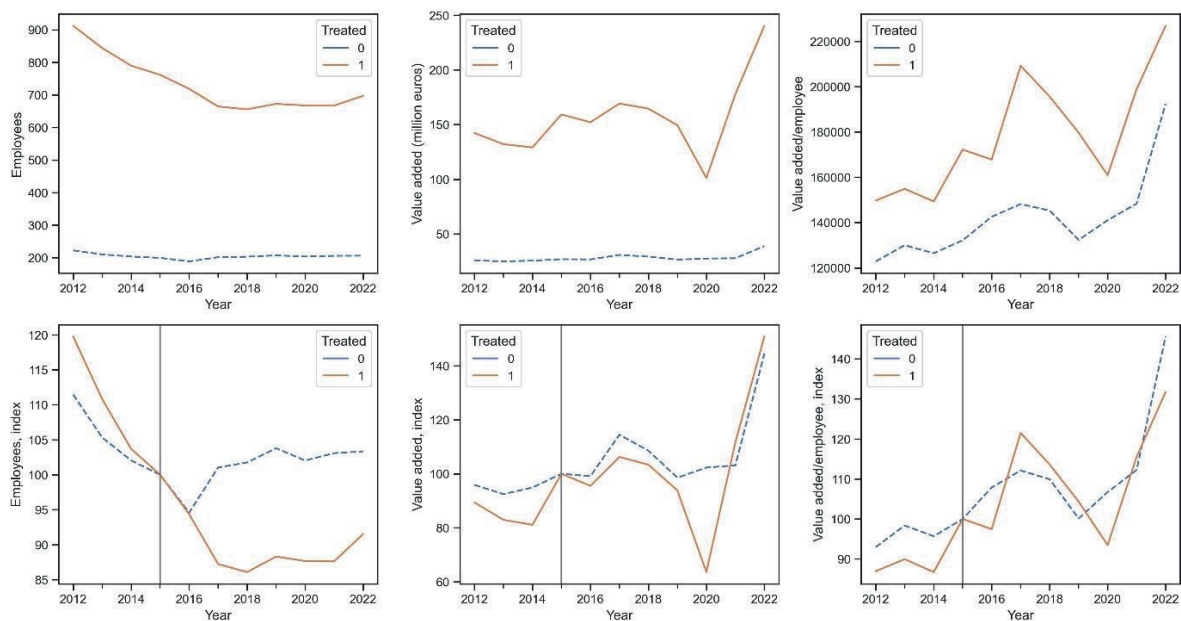 Employees
900
800
700
600
500
400
300
200
Treated
0
1
2012 2014 2016 2018 2020 2022
Year
Value added (million euros)
250
200
150
100
50
Treated
0
1
2012 2014 2016 2018 2020 2022
Year
Value added/employee
220000
200000
180000
160000
140000
120000
Treated
0
1
2012 2014 2016 2018 2020 2022
Year
Employees, index
120
115
110
105
100
95
90
85
Treated
0
1
2012 2014 2016 2018 2020 2022
Year
Value added, index
140
120
100
80
60
Treated
0
1
2012 2014 2016 2018 2020 2022
Year
Value added/employee, index
140
130
120
110
100
90
Treated
0
1
2012 2014 2016 2018 2020 2022
Year